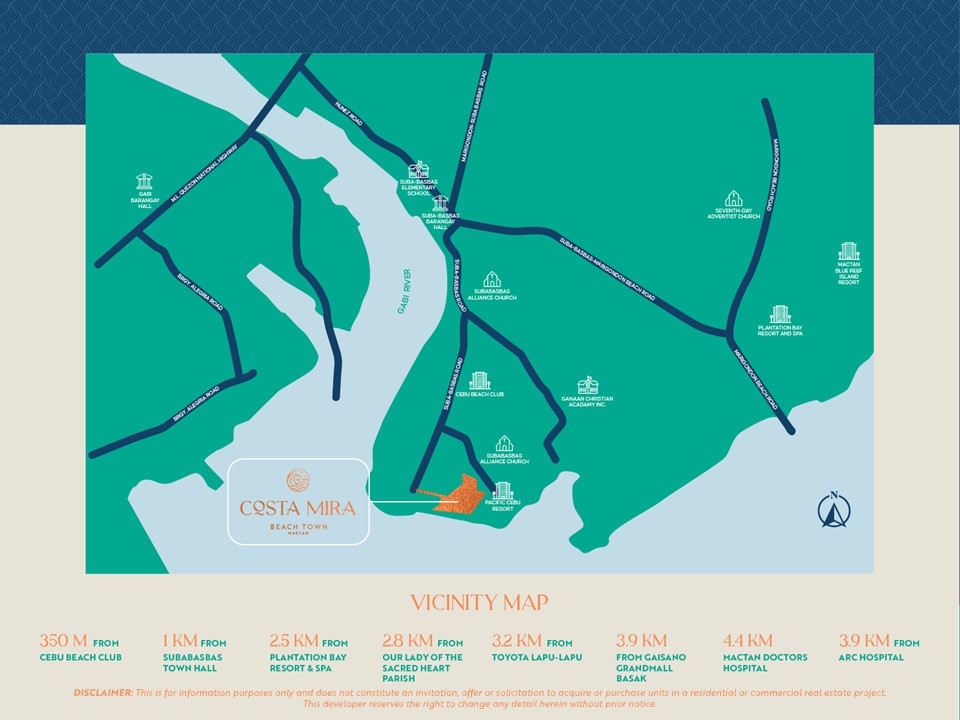 NUNEZ ROAD
MARIGONDON-SUBABASBAS ROAD
M.L. QUEZON NATIONAL HIGHWAY
MARIGONDON BEACH ROAD
SUBA-BASBAS
ELEMENTARY
SCHOOL
GABI
BARANGAY
HALL
SUBA-BASBAS
BARANGAY
HALL
SEVENTH-DAY
ADVENTIST CHURCH
SUBA-BASBAS-MARIGONDON BEACH ROAD
MACTAN
BLUE REEF
ISLAND
RESORT
BRGY. ALEGRIA ROAD
GABI RIVER
SUBA-BASBAS ROAD
SUBABASBAS
ALLIANCE CHURCH
PLANTATION BAY
RESORT AND SPA
MARIGONDON BEACH ROAD
SUBA-BASBAS ROAD
CEBU BEACH CLUB
GANAAN CHRISTIAN
ACADAMY INC.
BRGY. ALEGRIA ROAD
SUBABASBAS
ALLIANCE CHURCH
COSTA MIRA
BEACH TOWN
MACTAN
PACIFIC CEBU
RESORT
N
VICINITY MAP
350 M FROM
CEBU BEACH CLUB
1 KM FROM
SUBABASBAS
TOWN HALL
2.5 KM FROM
PLANTATION BAY
RESORT & SPA
2.8 KM FROM
OUR LADY OF THE
SACRED HEART
PARISH
3.2 KM FROM
TOYOTA LAPU-LAPU
3.9 KM
FROM GAISANO
GRANDMALL
BASAK
4.4 KM
MACTAN DOCTORS
HOSPITAL
3.9 KM FROM
ARC HOSPITAL
DISCLAIMER: This is for information purposes only and does not constitute an invitation, offer or solicitation to acquire or purchase units in a residential or commercial real estate project.
This developer reserves the right to change any detail herein without prior notice.